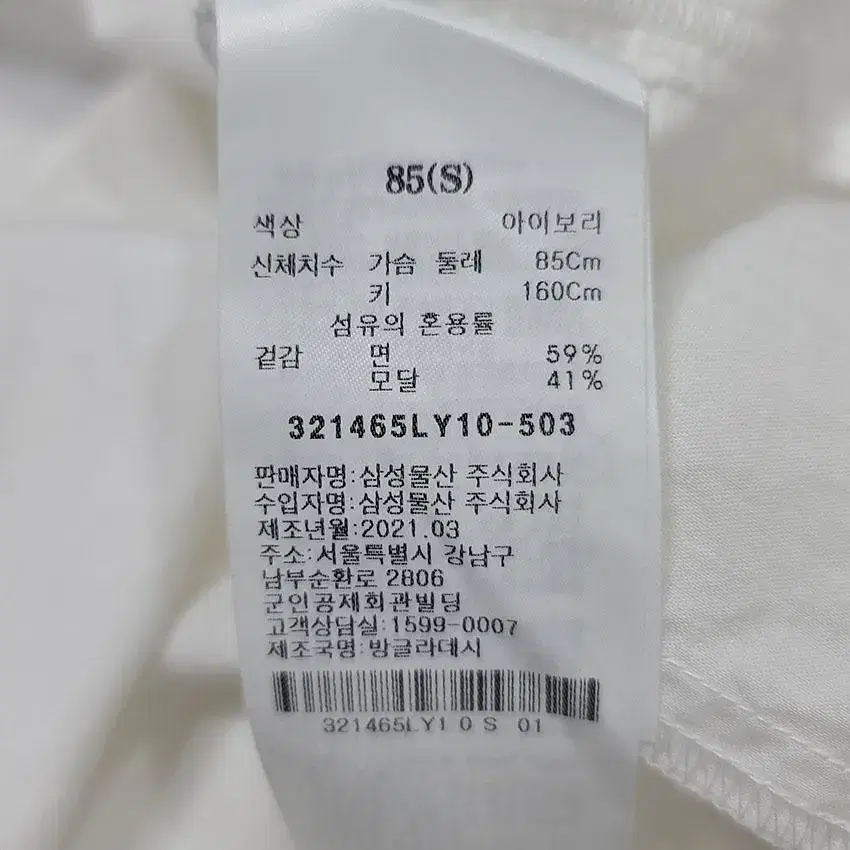 85(S)
색상 아이보리
신체치수 가슴 둘레 85Cm
키 160Cm
섬유의 혼용률
겉감 면 59%
모달 41%
321465LY10-503
판매자명:삼성물산 주식회사
수입자명:삼성물산 주식회사
제조년월:2021.03
주소:서울특별시 강남구
남부순환로 2806
군인공제회관빌딩
고객상담실:1599-0007
제조국명:방글라데시
321465LY1 0 S 01